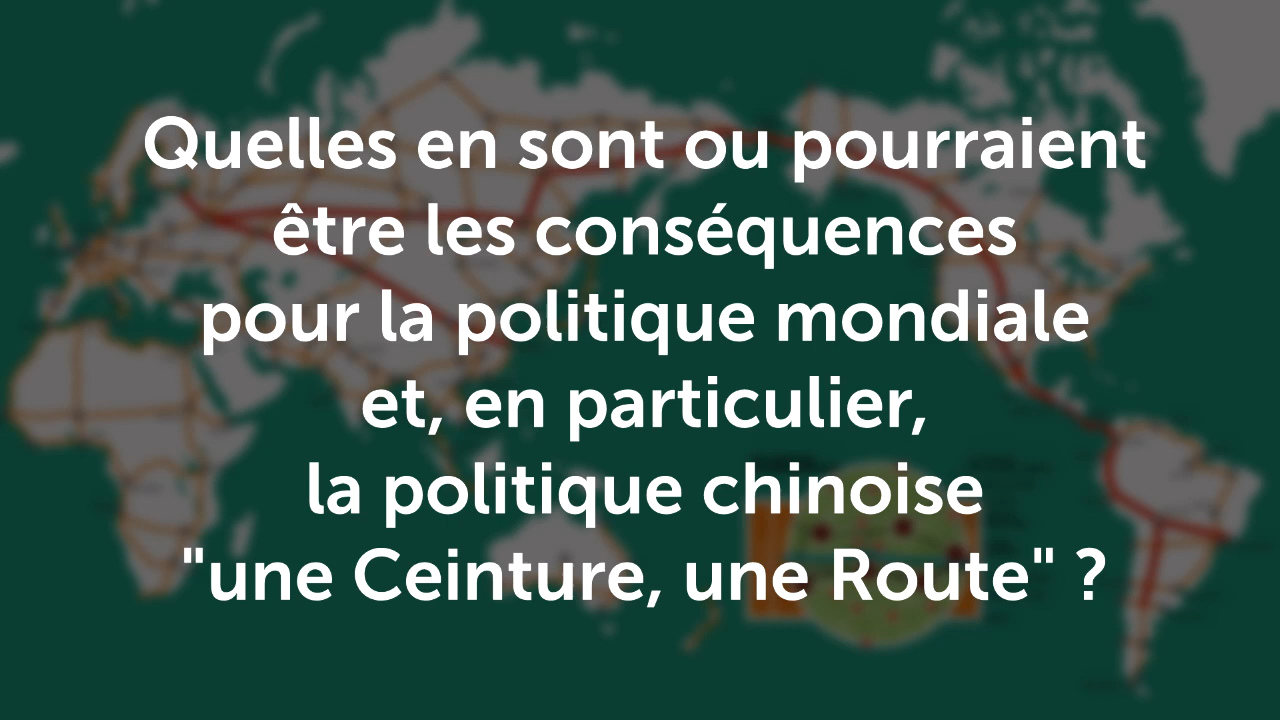 Quelles en sont ou pourraient
être les conséquences
pour la politique mondiale
et, en particulier,
la politique chinoise
"une Ceinture, une Route" ?